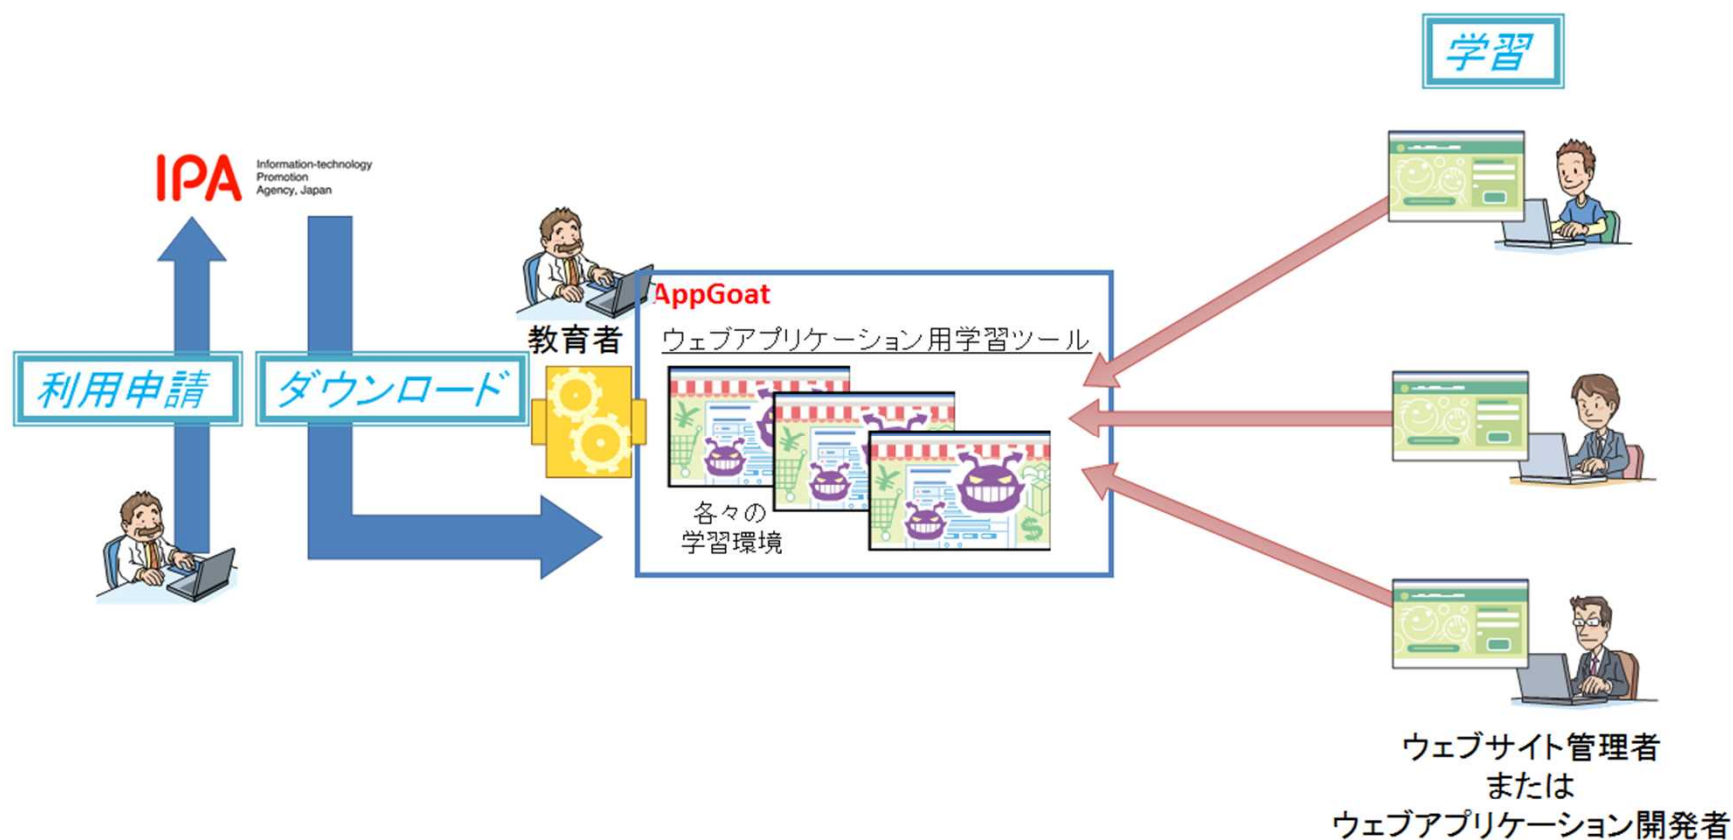 学習
IPA
Information-technology
Promotion
Agency, Japan
AppGoat
教育者
ウェブアプリケーション用学習ツール
利用申請
ダウンロード
各々の
学習環境
ウェブサイト管理者
または
ウェブアプリケーション開発者